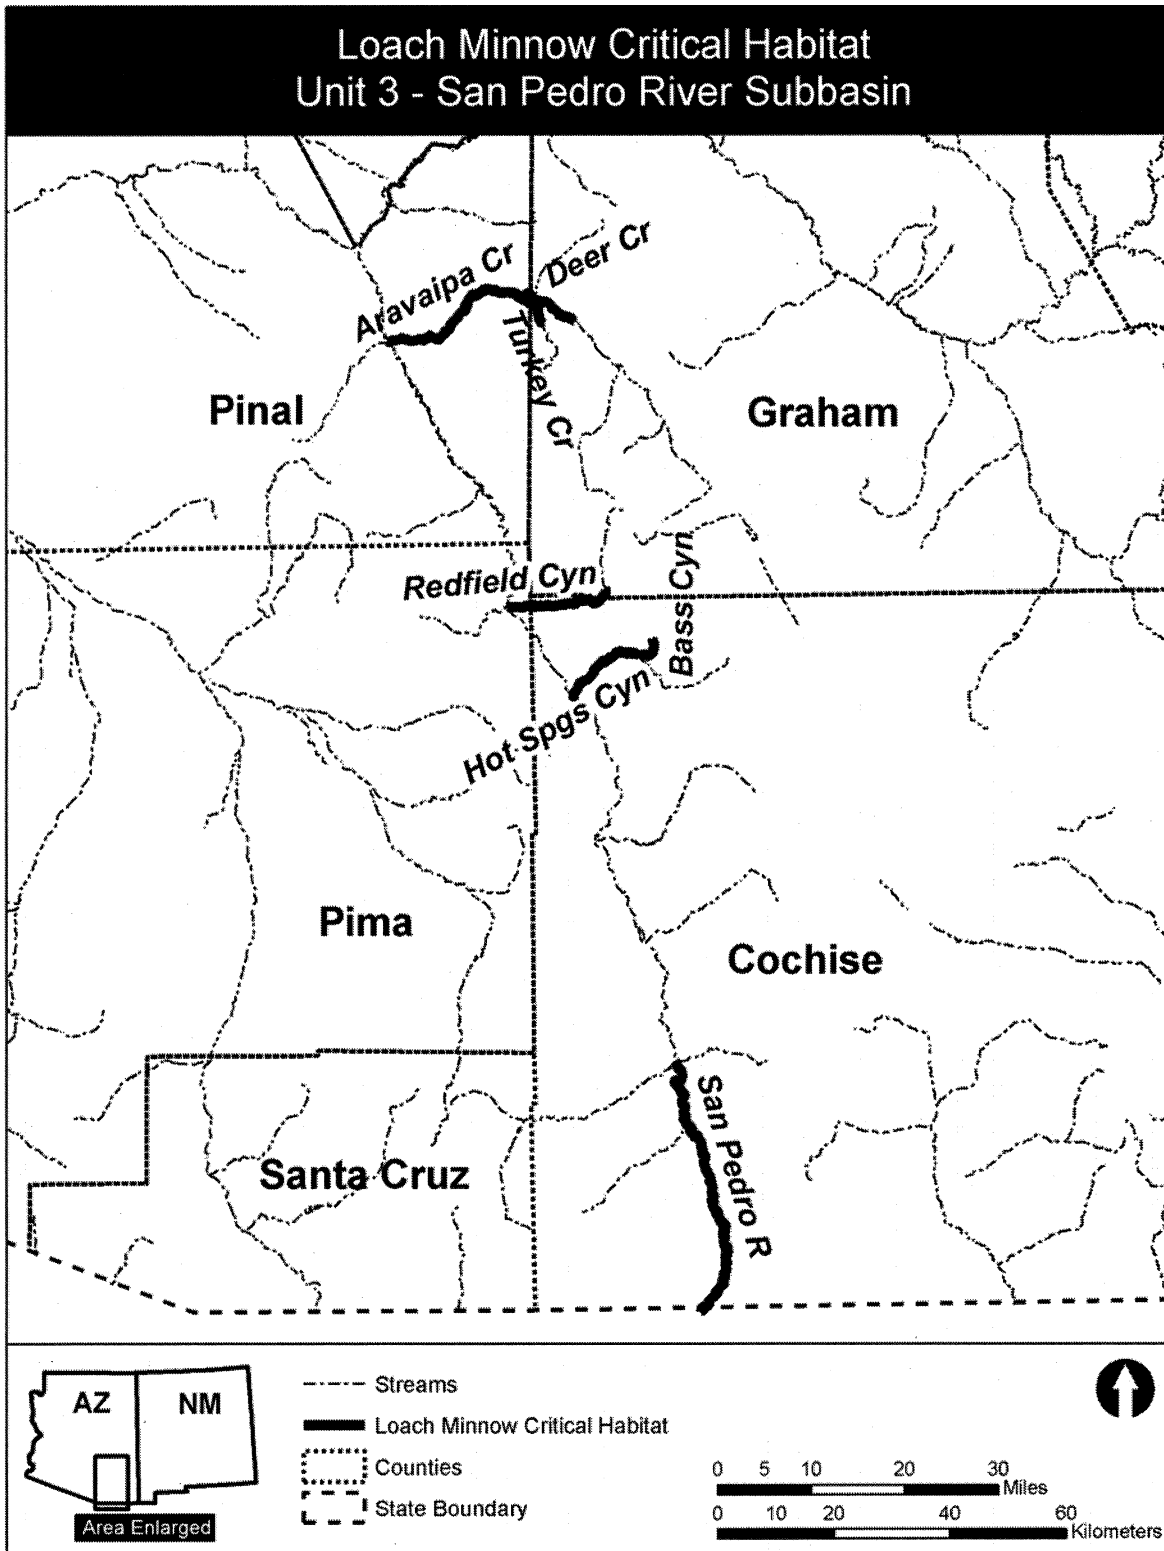 Loach Minnow Critical Habitat
Unit 3 - San Pedro River Subbasin
Aravaipa Cr
Deer Cr
Turkey Cr
Pinal
Graham
Redfield Cyn
Bass Cyn
Hot Spgs Cyn
Pima
Cochise
San Pedro R
Santa Cruz
AZ
NM
Area Enlarged
Streams
Loach Minnow Critical Habitat
Counties
State Boundary
0 5 10 20 30
Miles
0 10 20 40 60
Kilometers